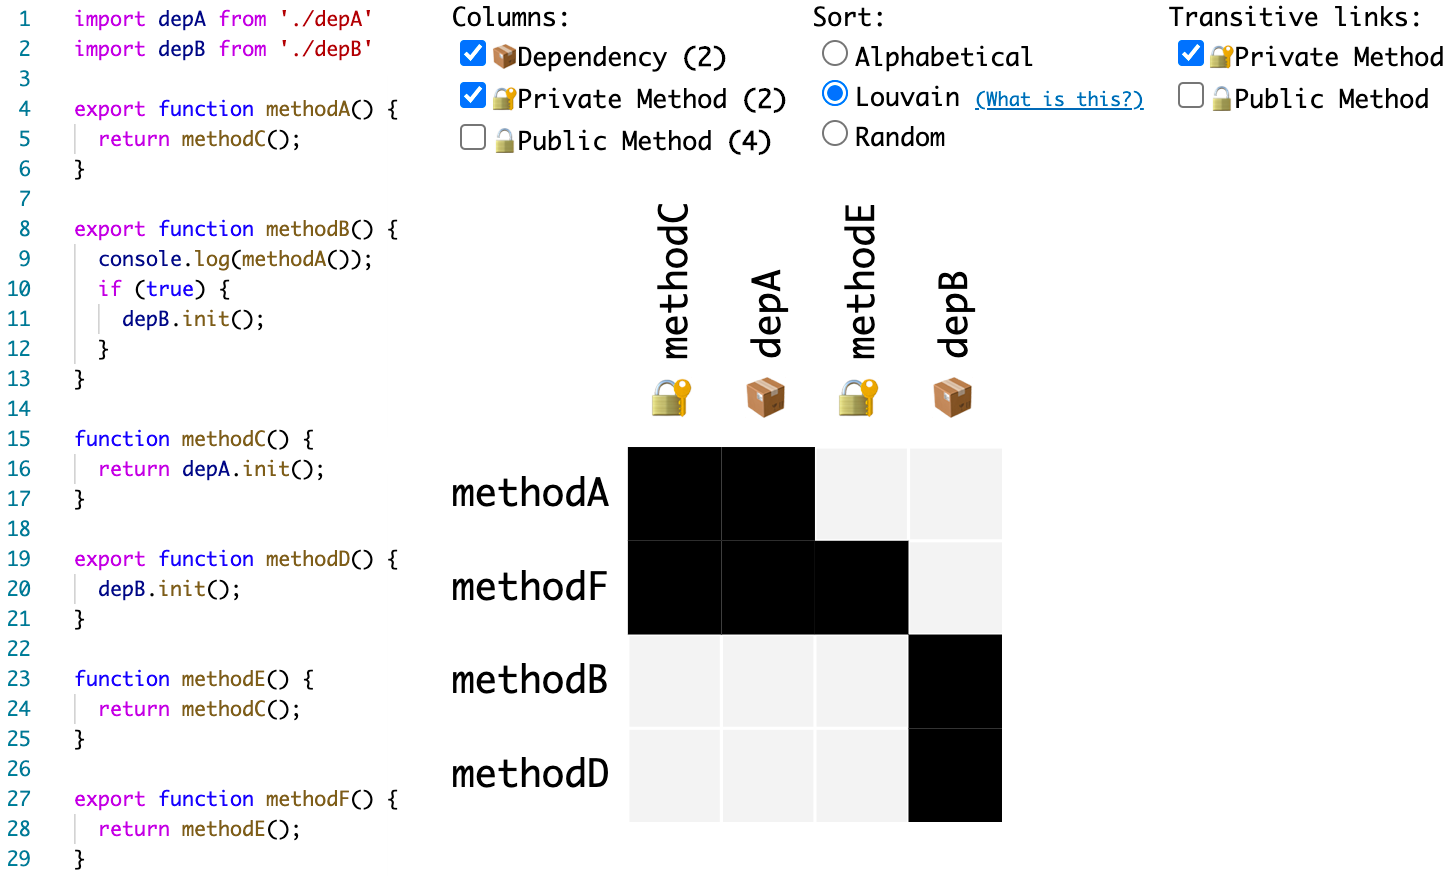 1 import depA from './depA'
2 import depB from './depB'
3
4 export function methodA() {
5 return methodC();
6 }
7
8 export function methodB() {
9 console.log(methodA());
10 if (true) {
11 depB.init();
12 }
13 }
14
15 function methodC() {
16 return depA.init();
17 }
18
19 export function methodD() {
20 depB.init();
21 }
22
23 function methodE() {
24 return methodC();
25 }
26
27 export function methodF() {
28 return methodE();
29 }
Columns:
Dependency (2)
Private Method (2)
Public Method (4)
Sort:
Alphabetical
Louvain (What is this?)
Random
Transitive links:
Private Method
Public Method
methodC
depA
methodE
depB
methodA
methodF
methodB
methodD